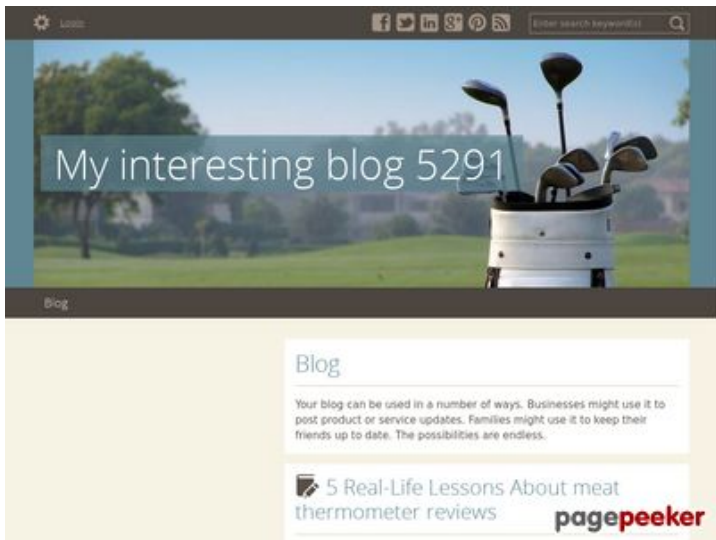 Login
Enter search keyword(s)
My interesting blog 5291
Blog
Blog
Your blog can be used in a number of ways. Businesses might use it to
post product or service updates. Families might use it to keep their
friends up to date. The possibilities are endless.
5 Real-Life Lessons About meat
thermometer reviews
pagepeeker